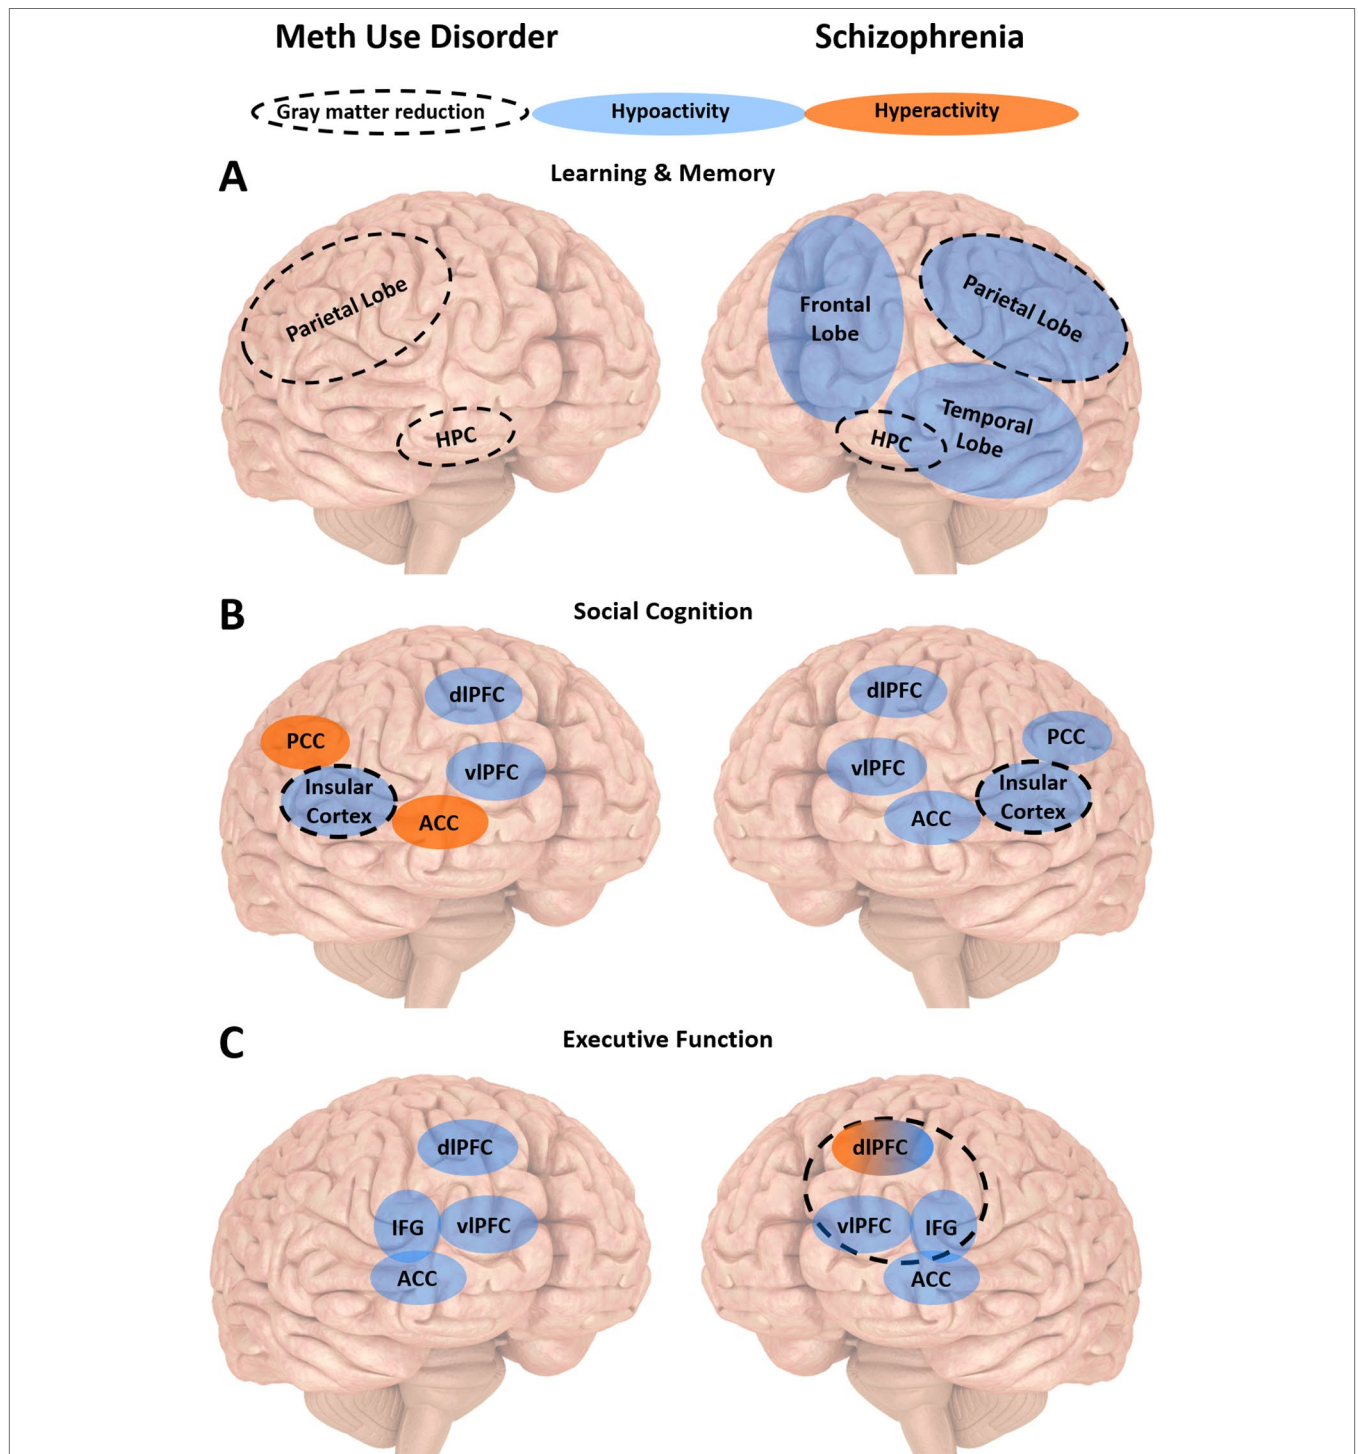 Meth Use Disorder
Schizophrenia
Gray matter reduction
Hypoactivity
Hyperactivity
A
Learning & Memory
Parietal Lobe
HPC
Frontal
Lobe
Parietal Lobe
Temporal
Lobe
HPC
B
Social Cognition
dlPFC
PCC
vlPFC
Insular
Cortex
ACC
dlPFC
PCC
vlPFC
Insular
Cortex
ACC
C
Executive Function
dlPFC
IFG
vlPFC
ACC
dlPFC
vlPFC
IFG
ACC